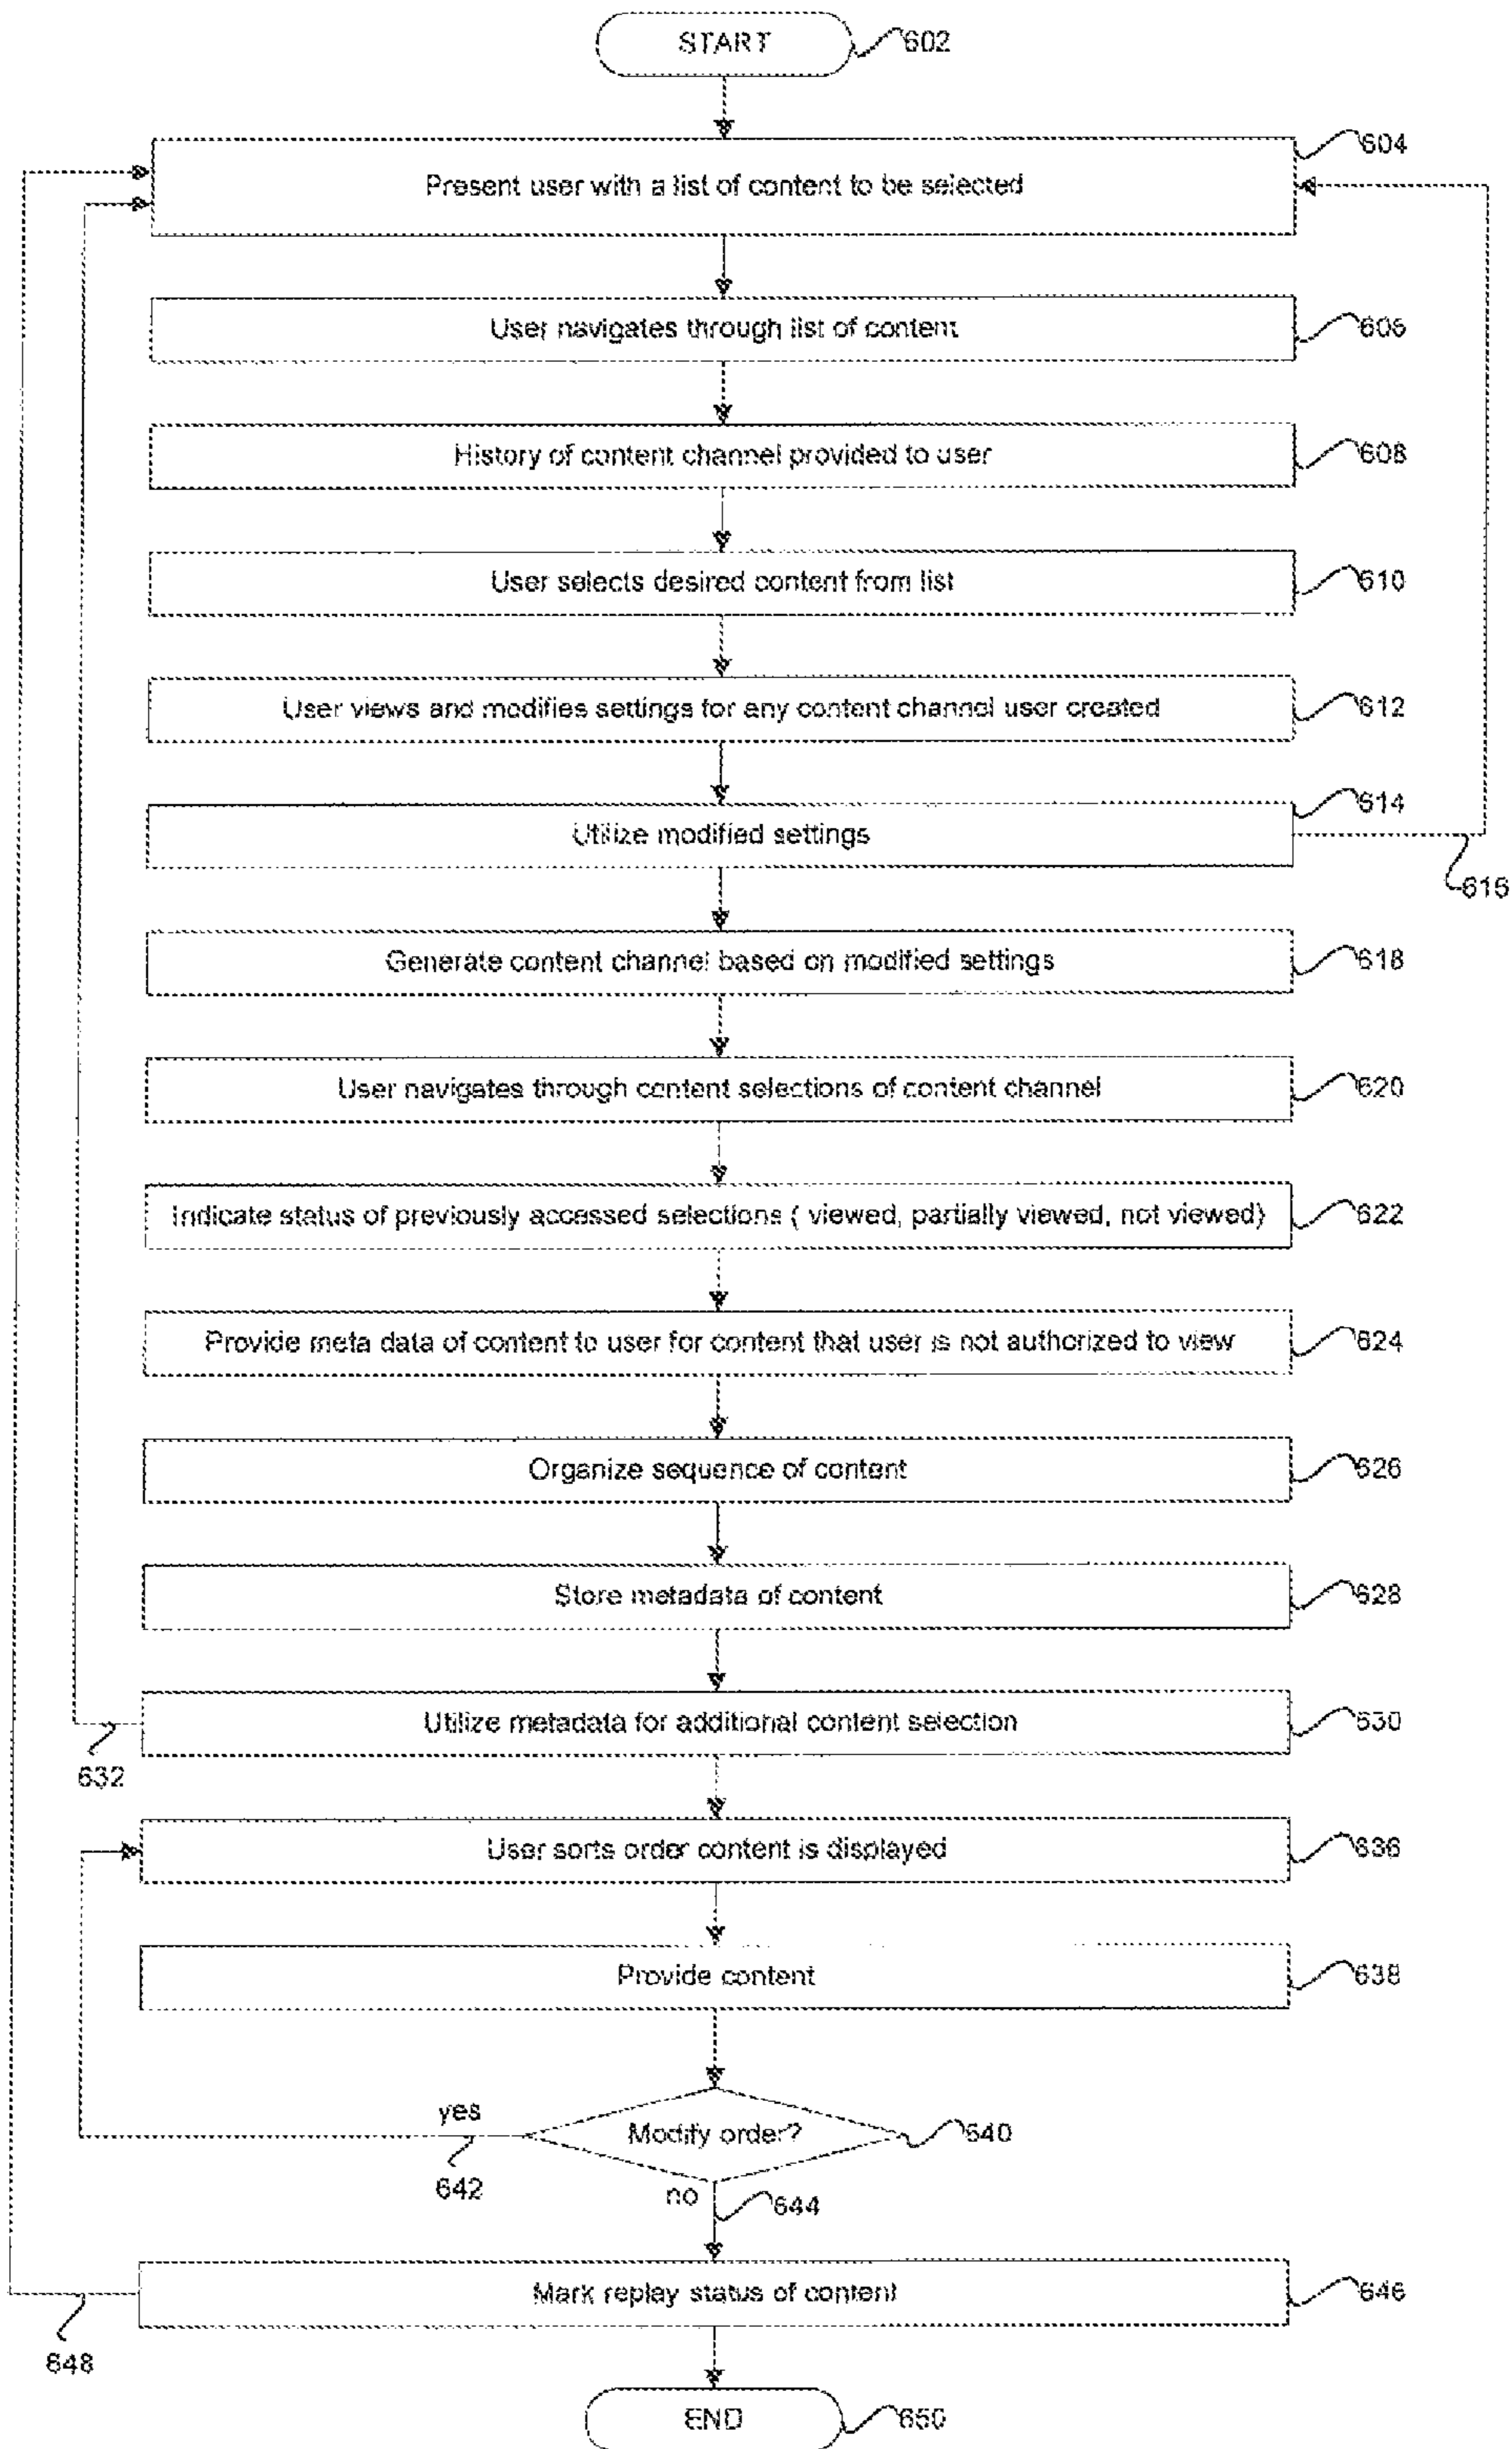 START
602
604
Present user with a list of content to be selected
User navigates through list of content
606
History of content channel provided to user
608
User selects desired content from list
610
User views and modifies settings for any content channel user created
612
614
Utilize modified settings
616
Generate content channel based on modified settings
618
User navigates through content selections of content channel
620
Indicate status of previously accessed selections ( viewed, partially viewed, not viewed)
622
Provide meta data of content to user for content that user is not authorized to view
624
Organize sequence of content
626
Store metadata of content
628
Utilize metadata for additional content selection
630
632
User sorts order content is displayed
636
Provide content
638
yes
Modify order?
640
642
no
644
Mark replay status of content
646
648
END
650